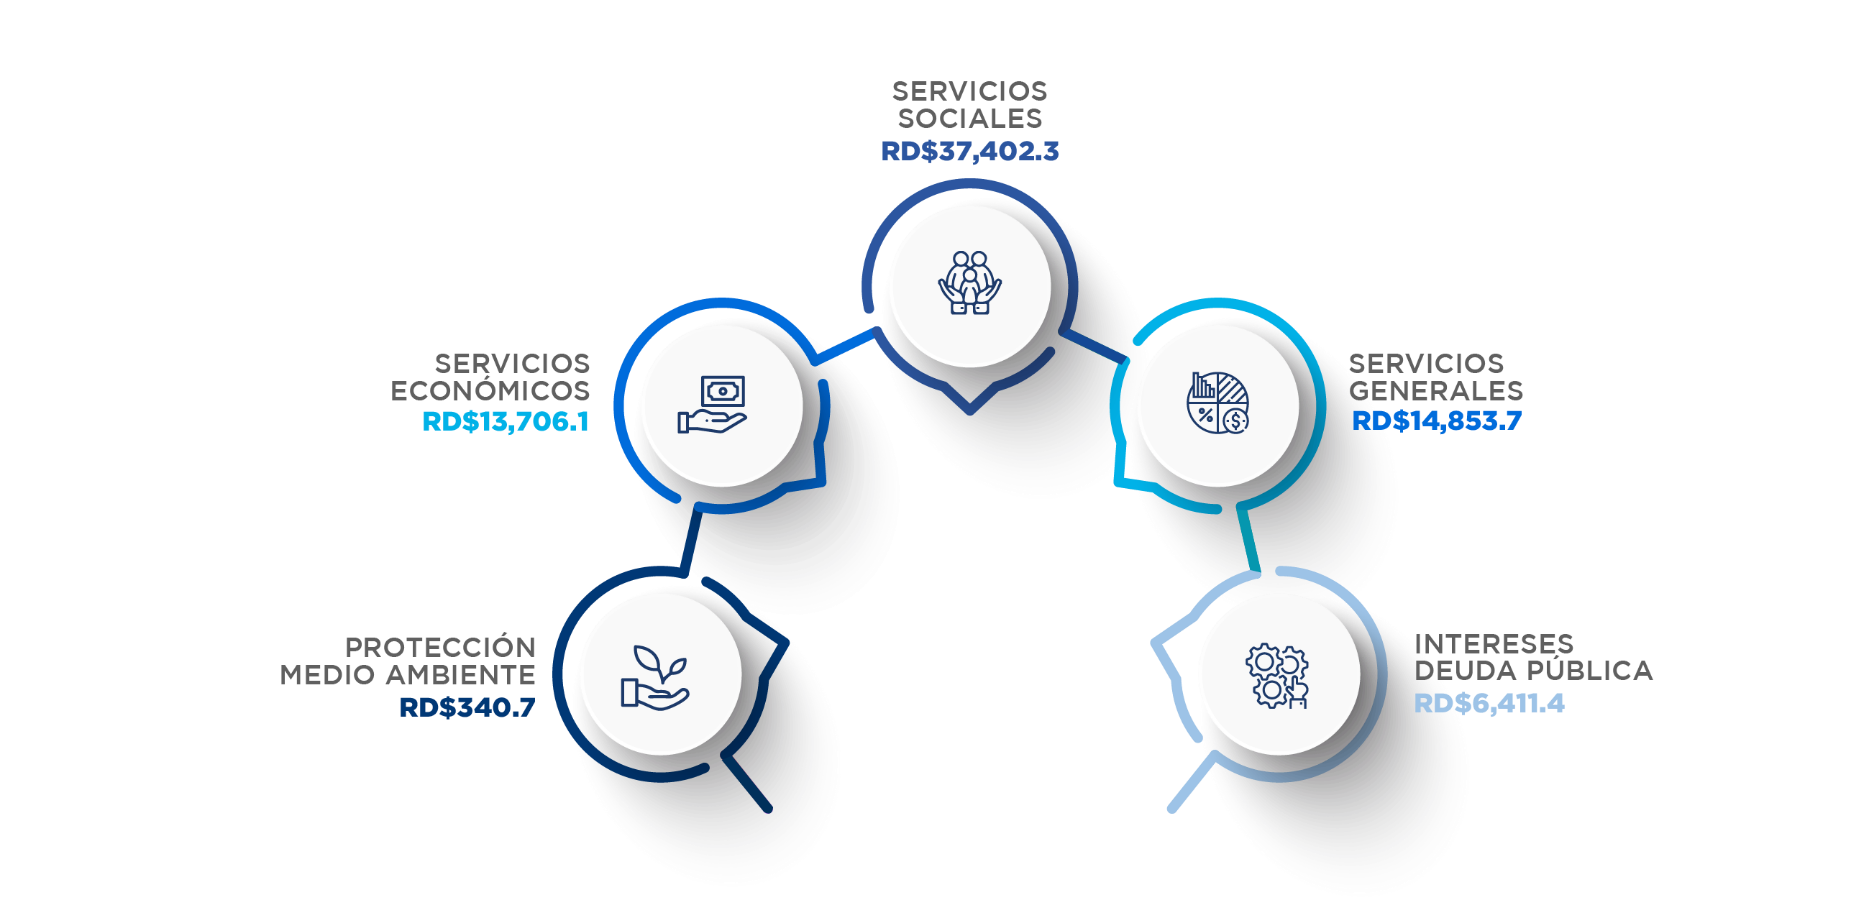 SERVICIOS
SOCIALES
RD$37,402.3
SERVICIOS
ECONÓMICOS
RD$13,706.1
SERVICIOS
GENERALES
RD$14,853.7
PROTECCIÓN
MEDIO AMBIENTE
RD$340.7
INTERESES
DEUDA PÚBLICA
RD$6,411.4